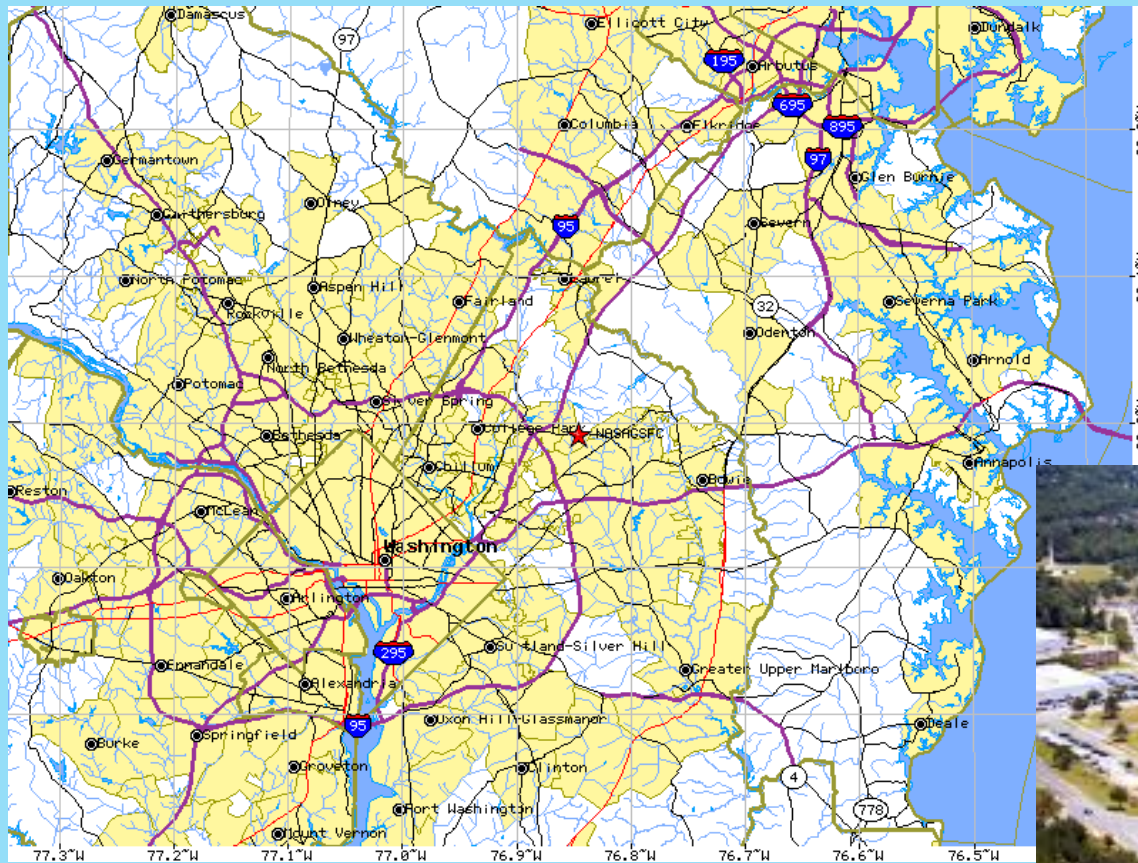 Damascus
Ellicott City
Dundalk
97
195
Arbutus
695
Columbia
Elkridge
895
97
Germantown
Glen Burnie
Olney
Gaithersburg
Severn
95
North Potomac
Aspen Hill
Laurel
Rockville
Fairland
32
Severna Park
Wheaton-Glenmont
Odenton
North Bethesda
Arnold
Potomac
Silver Spring
College Park
NASAGSFC
Bethesda
Chillum
Annapolis
Bowie
Reston
McLean
Washington
Oakton
Arlington
295
Suitland-Silver Hill
Annandale
Greater Upper Marlboro
Alexandria
95
Oxon Hill-Glassmanor
Deale
Springfield
Burke
Groveton
Clinton
4
Fort Washington
778
Mount Vernon
77.3°W
77.2°W
77.1°W
77.0°W
76.9°W
76.8°W
76.7°W
76.6°W
76.5°W